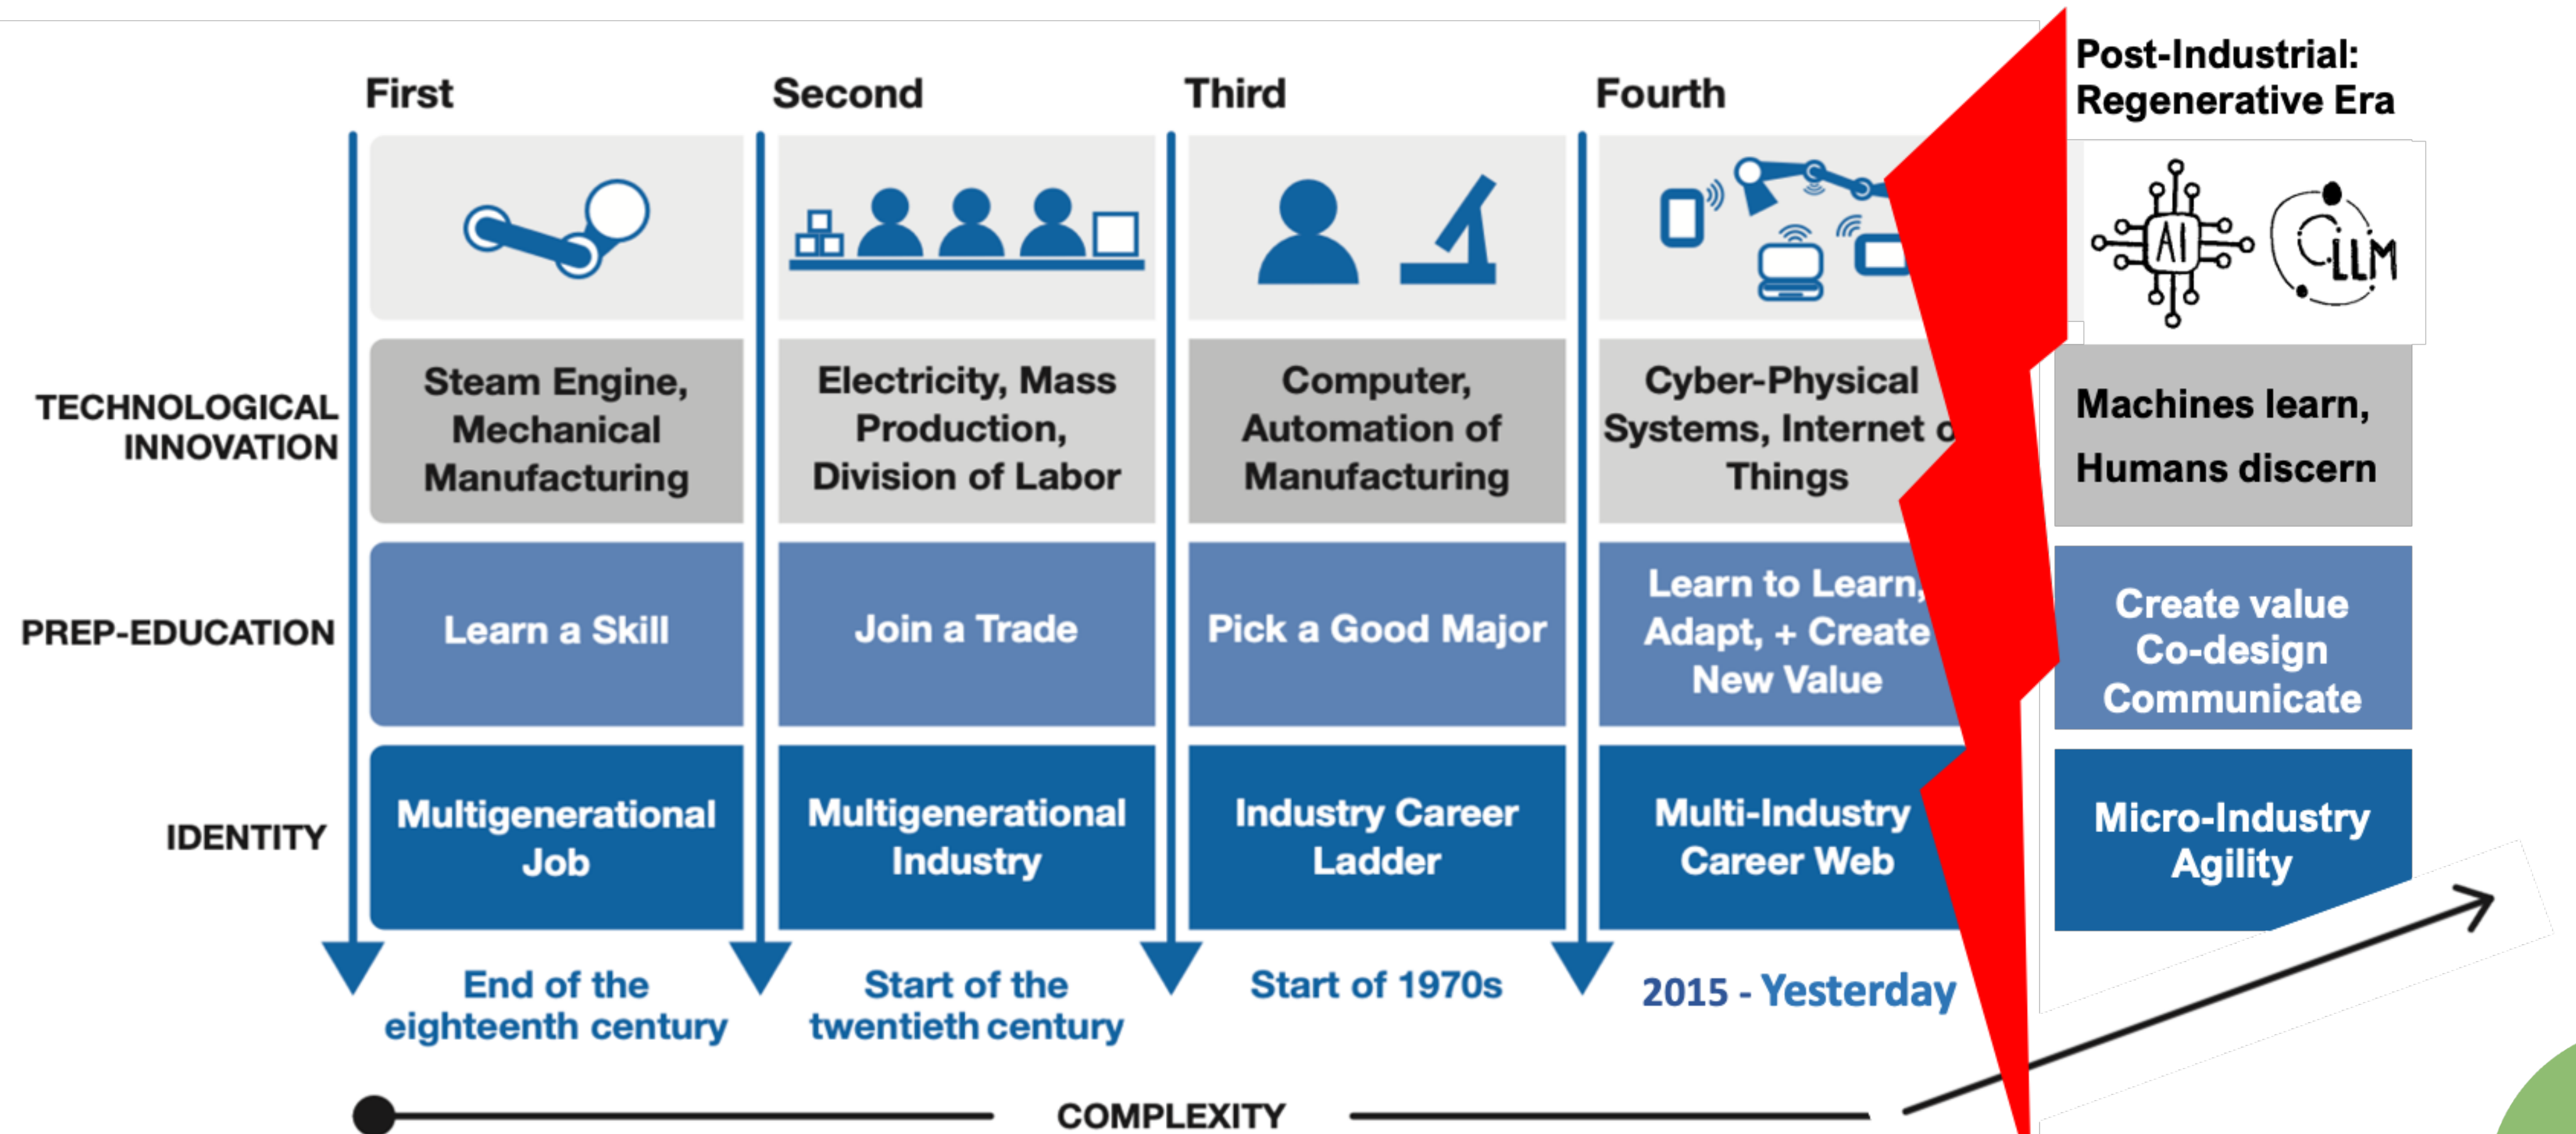 First
Second
Third
Fourth
Post-Industrial:
Regenerative Era
AI
LLM
TECHNOLOGICAL
INNOVATION
Steam Engine,
Mechanical
Manufacturing
Electricity, Mass
Production,
Division of Labor
Computer,
Automation of
Manufacturing
Cyber-Physical
Systems, Internet o
Things
Machines learn,
Humans discern
PREP-EDUCATION
Learn a Skill
Join a Trade
Pick a Good Major
Learn to Learn,
Adapt, + Create
New Value
Create value
Co-design
Communicate
IDENTITY
Multigenerational
Job
Multigenerational
Industry
Industry Career
Ladder
Multi-Industry
Career Web
Micro-Industry
Agility
End of the
eighteenth century
Start of the
twentieth century
Start of 1970s
2015 - Yesterday
COMPLEXITY